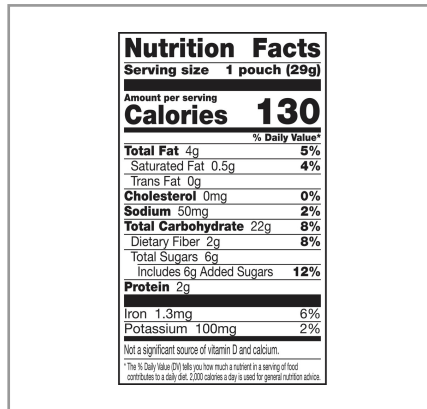 Nutrition Facts
Serving size 1 pouch (29g)
Amount per serving
Calories 130
% Daily Value*
Total Fat 4g 5%
Saturated Fat 0.5g 4%
Trans Fat 0g
Cholesterol 0mg 0%
Sodium 50mg 2%
Total Carbohydrate 22g 8%
Dietary Fiber 2g 8%
Total Sugars 6g
Includes 6g Added Sugars 12%
Protein 2g
Iron 1.3mg 6%
Potassium 100mg 2%
Not a significant source of vitamin D and calcium.
*The % Daily Value (DV) tells you how much a nutrient in a serving of food
contributes to a daily diet. 2,000 calories a day is used for general nutrition advice.